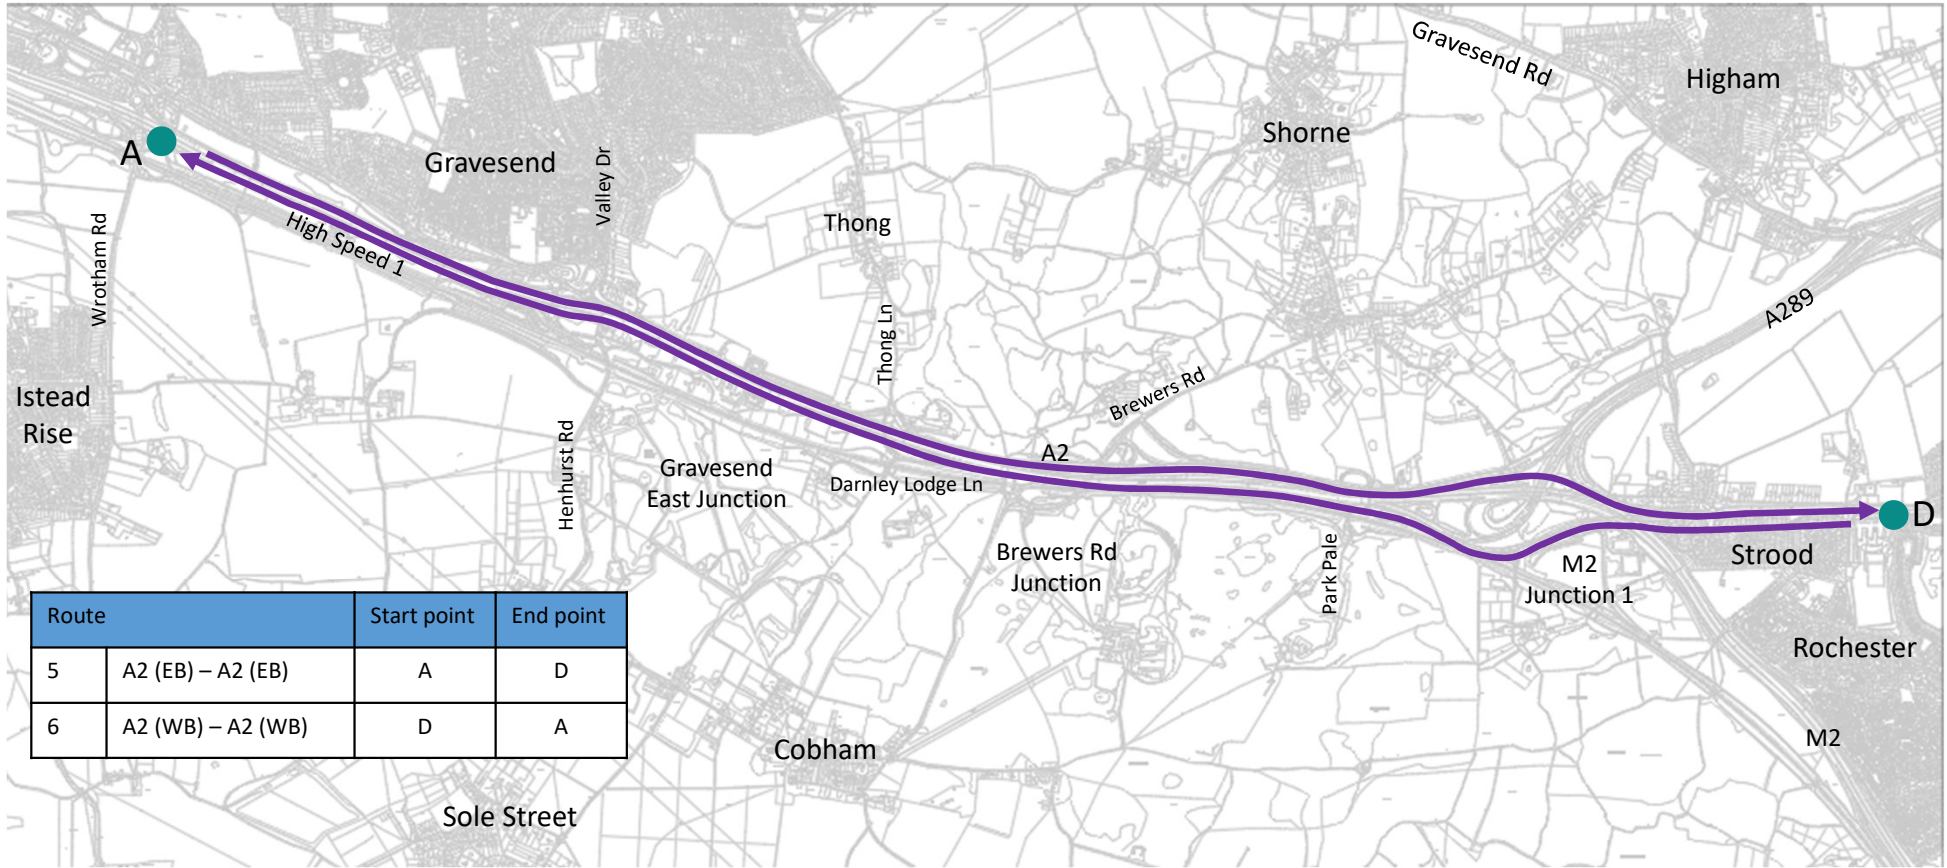 Gravesend Rd
Higham
Shorne
A
Gravesend
Valley Dr
Thong
High Speed 1
Wrotham Rd
A289
Thong Ln
Istead
Rise
Brewers Rd
Henhurst Rd
A2
Gravesend
East Junction
Darnley Lodge Ln
D
Brewers Rd
Junction
Park Pale
M2
Junction 1
Strood
Rochester
Route Start point End point
5 A2 (EB) – A2 (EB) A D
6 A2 (WB) – A2 (WB) D A
M2
Cobham
Sole Street